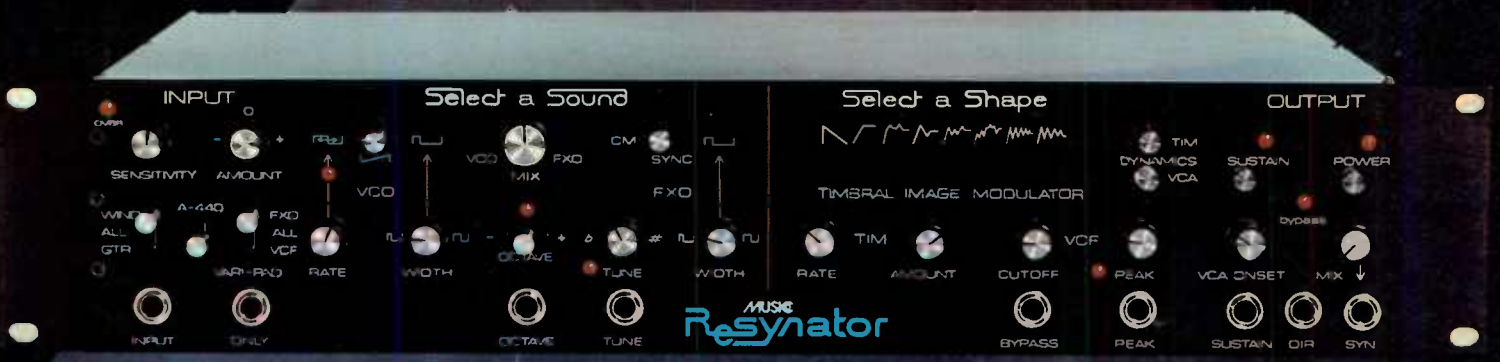 INPUT
Select a Sound
Select a Shape
OUTPUT
OVER
- O +
SENSITIVITY
AMOUNT
VCO
VCO
FXO
MIX
CM
SYNC
FXO
TIMBRAL IMAGE MODULATOR
TIM
DYNAMICS
VCA
SUSTAIN
POWER
bypass
WIND
ALL
GTR
A-440
FXO
ALL
VCF
VARI-RAD
RATE
WIDTH
- +
OCTAVE
b #
TUNE
WIDTH
RATE
TIM
AMOUNT
CUTOFF
VCF
PEAK
VCA ONSET
MIX
INPUT
ONLY
OCTAVE
TUNE
MUSIC
Resynator
BYPASS
PEAK
SUSTAIN
DIR
SYN